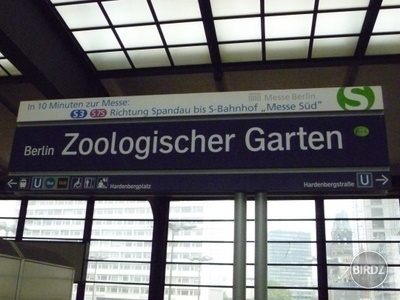 In 10 Minuten zur Messe:
Messe Berlin
S3 S75 Richtung Spandau bis S-Bahnhof „Messe Süd"
S
Berlin Zoologischer Garten
← U Hardenbergplatz
Hardenbergstraße U →
BIRDZ